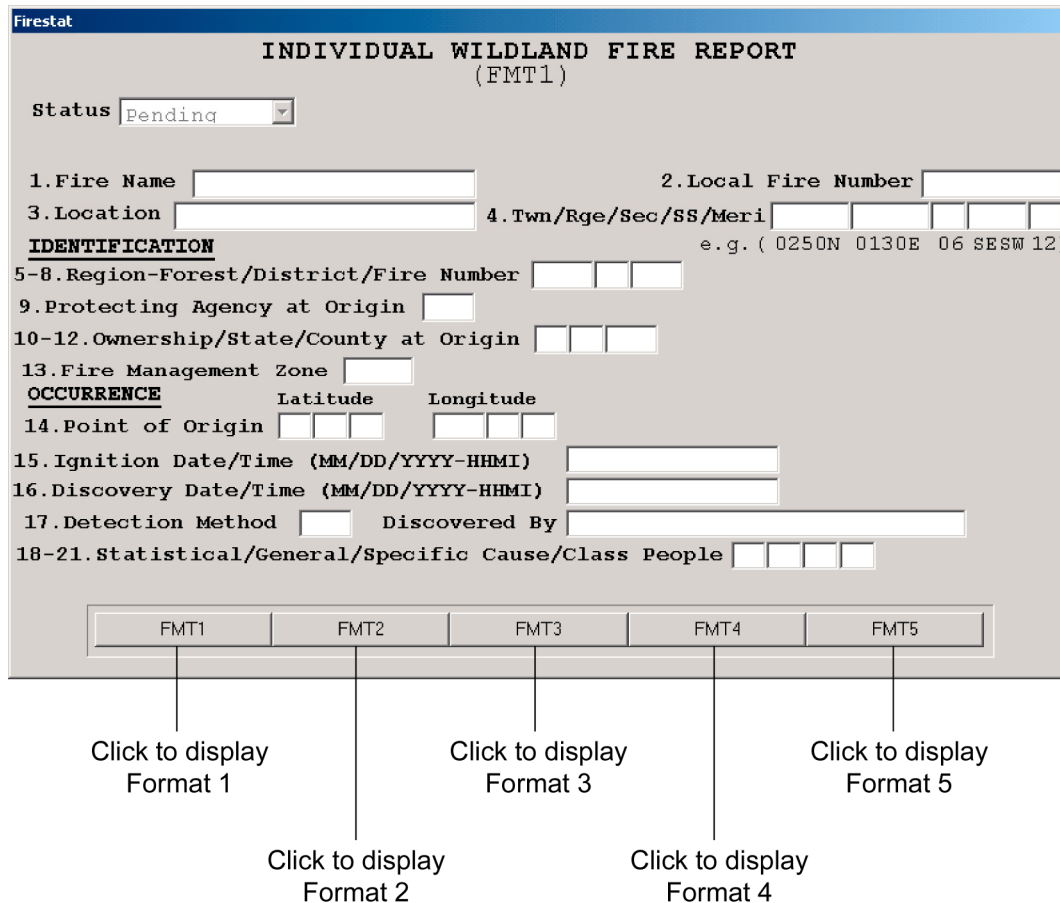 Firestat
INDIVIDUAL WILDLAND FIRE REPORT
(FMT1)
Status Pending
1.Fire Name 2.Local Fire Number
3.Location 4.Twn/Rge/Sec/SS/Meri
IDENTIFICATION e.g. ( 0250N 0130E 06 SESW 12
5-8.Region-Forest/District/Fire Number
9.Protecting Agency at Origin
10-12.Ownership/State/County at Origin
13.Fire Management Zone
OCCURRENCE Latitude Longitude
14.Point of Origin
15.Ignition Date/Time (MM/DD/YYYY-HHMI)
16.Discovery Date/Time (MM/DD/YYYY-HHMI)
17.Detection Method Discovered By
18-21.Statistical/General/Specific Cause/Class People
FMT1 FMT2 FMT3 FMT4 FMT5
Click to display Click to display Click to display
Format 1 Format 3 Format 5
Click to display Click to display
Format 2 Format 4